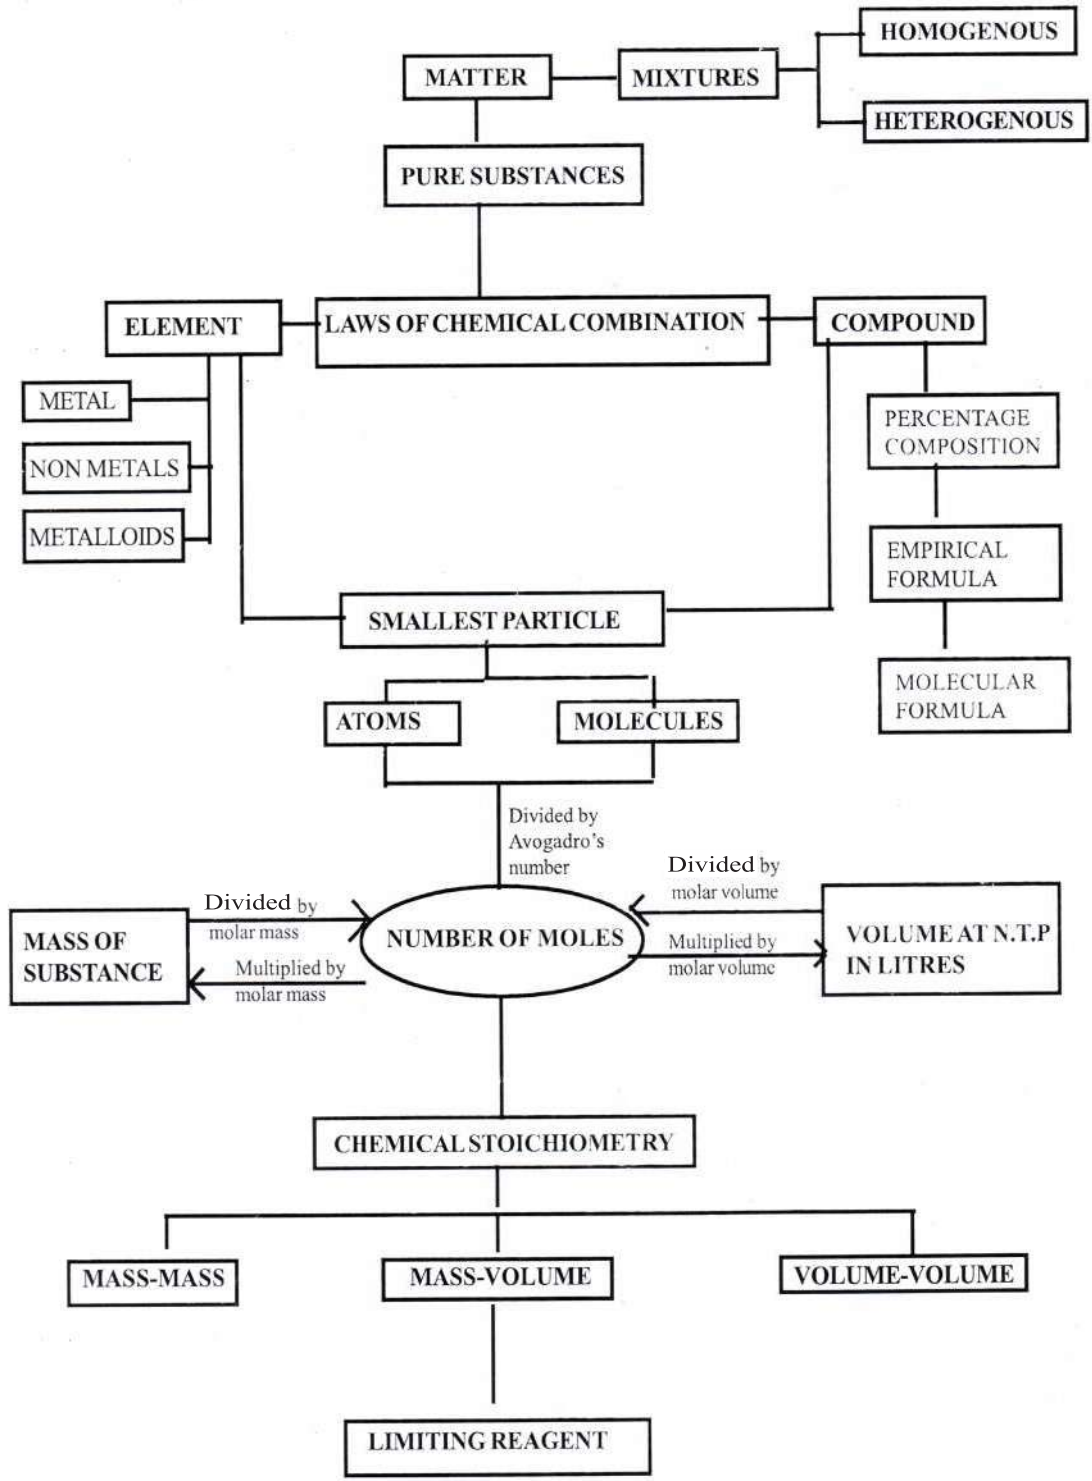 HOMOGENOUS
MATTER
MIXTURES
HETEROGENOUS
PURE SUBSTANCES
ELEMENT
LAWS OF CHEMICAL COMBINATION
COMPOUND
METAL
NON METALS
METALLOIDS
PERCENTAGE
COMPOSITION
EMPIRICAL
FORMULA
MOLECULAR
FORMULA
SMALLEST PARTICLE
ATOMS
MOLECULES
Divided by
Avogadro's
number
Divided by
molar mass
Divided by
molar volume
MASS OF
SUBSTANCE
NUMBER OF MOLES
VOLUME AT N.T.P
IN LITRES
Multiplied by
molar mass
Multiplied by
molar volume
CHEMICAL STOICHIOMETRY
MASS-MASS
MASS-VOLUME
VOLUME-VOLUME
LIMITING REAGENT